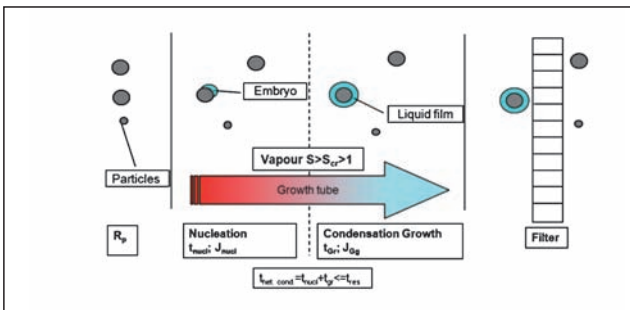 Embryo
Liquid film
Vapour S>Scr>1
Particles
Growth tube
Rp
Nucleation
tnucl; Jnucl
Condensation Growth
tGr; JGg
Filter
thet. cond.=tnucl+tgr<=tres